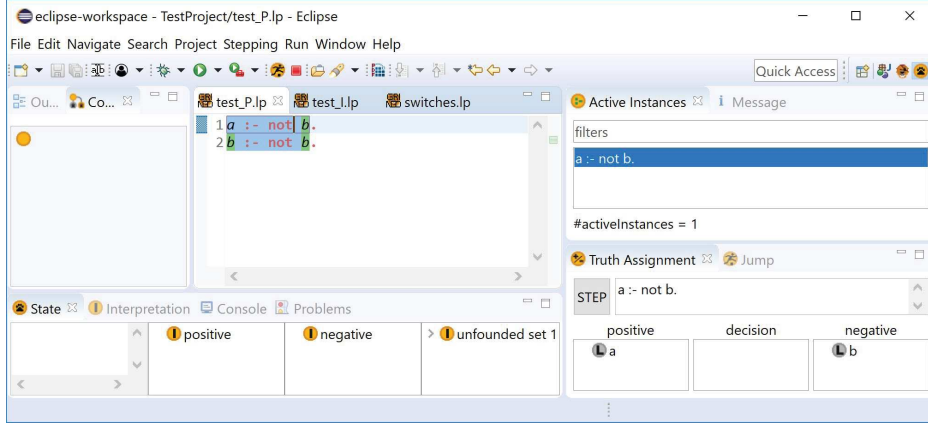 eclipse-workspace - TestProject/test_P.lp - Eclipse
File Edit Navigate Search Project Stepping Run Window Help
Quick Access
Ou... Co... test_P.lp test_I.lp switches.lp Active Instances Message
1 a :- not b.
2 b :- not b.
filters
a :- not b.
#activeInstances = 1
Truth Assignment Jump
STEP a :- not b.
State Interpretation Console Problems
positive negative unfounded set 1
positive decision negative
L a L b